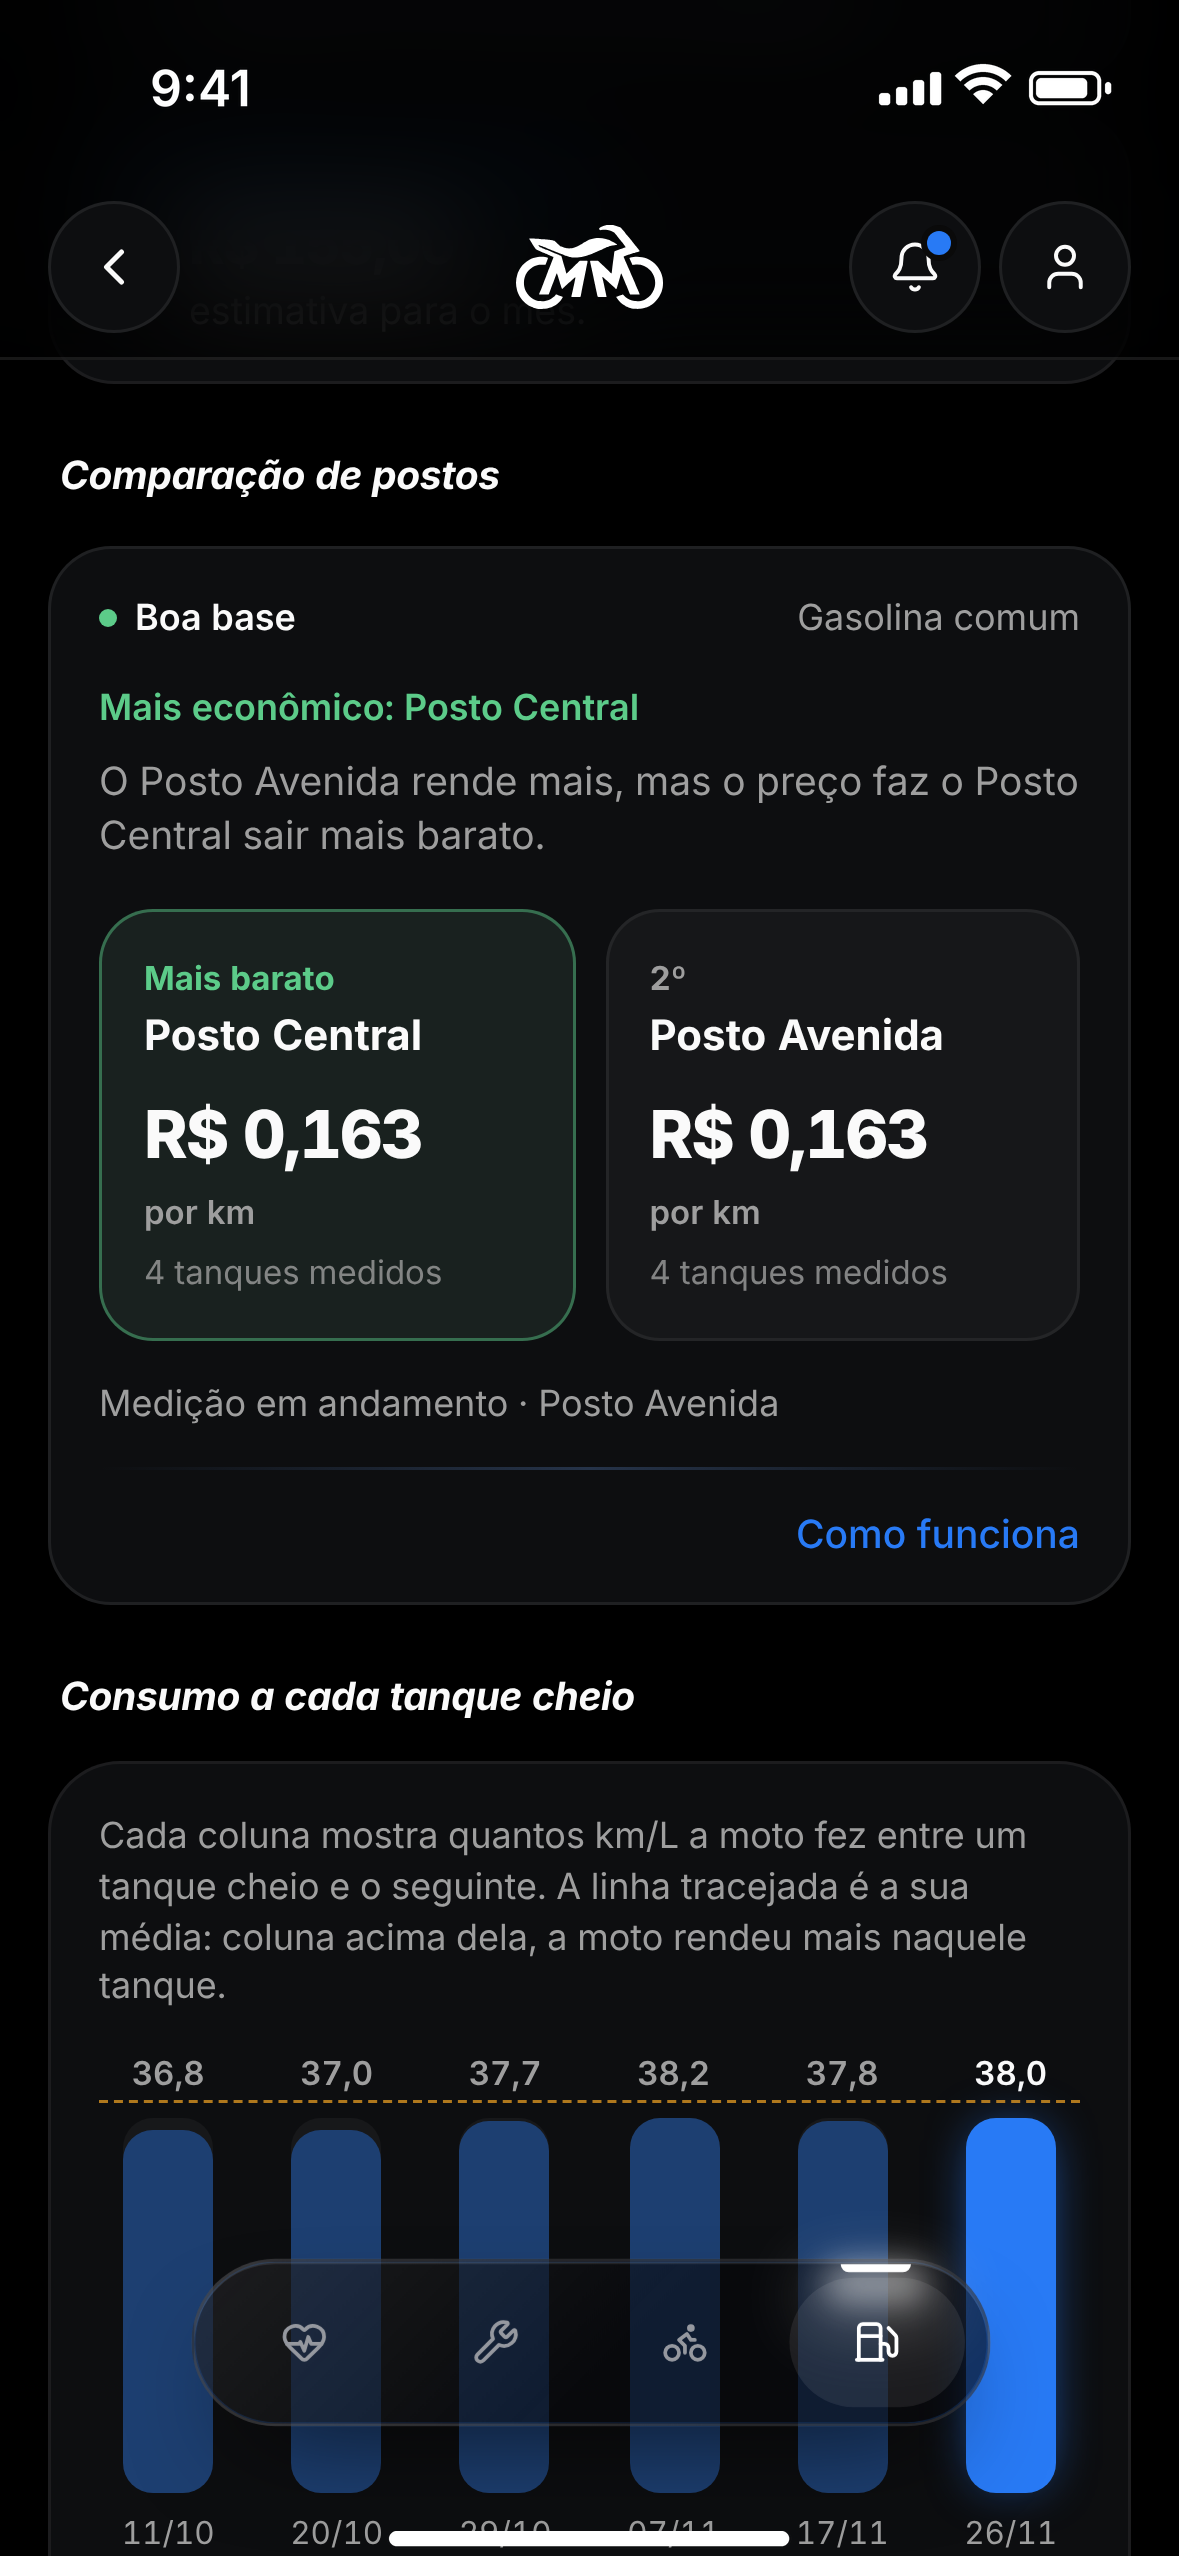 9:41
MM
estimativa para o mês.
Comparação de postos
Boa base
Gasolina comum
Mais econômico: Posto Central
O Posto Avenida rende mais, mas o preço faz o Posto
Central sair mais barato.
Mais barato
Posto Central
R$ 0,163
por km
4 tanques medidos
2º
Posto Avenida
R$ 0,163
por km
4 tanques medidos
Medição em andamento · Posto Avenida
Como funciona
Consumo a cada tanque cheio
Cada coluna mostra quantos km/L a moto fez entre um
tanque cheio e o seguinte. A linha tracejada é a sua
média: coluna acima dela, a moto rendeu mais naquele
tanque.
36,8 37,0 37,7 38,2 37,8 38,0
11/10 20/10 29/10 07/11 17/11 26/11